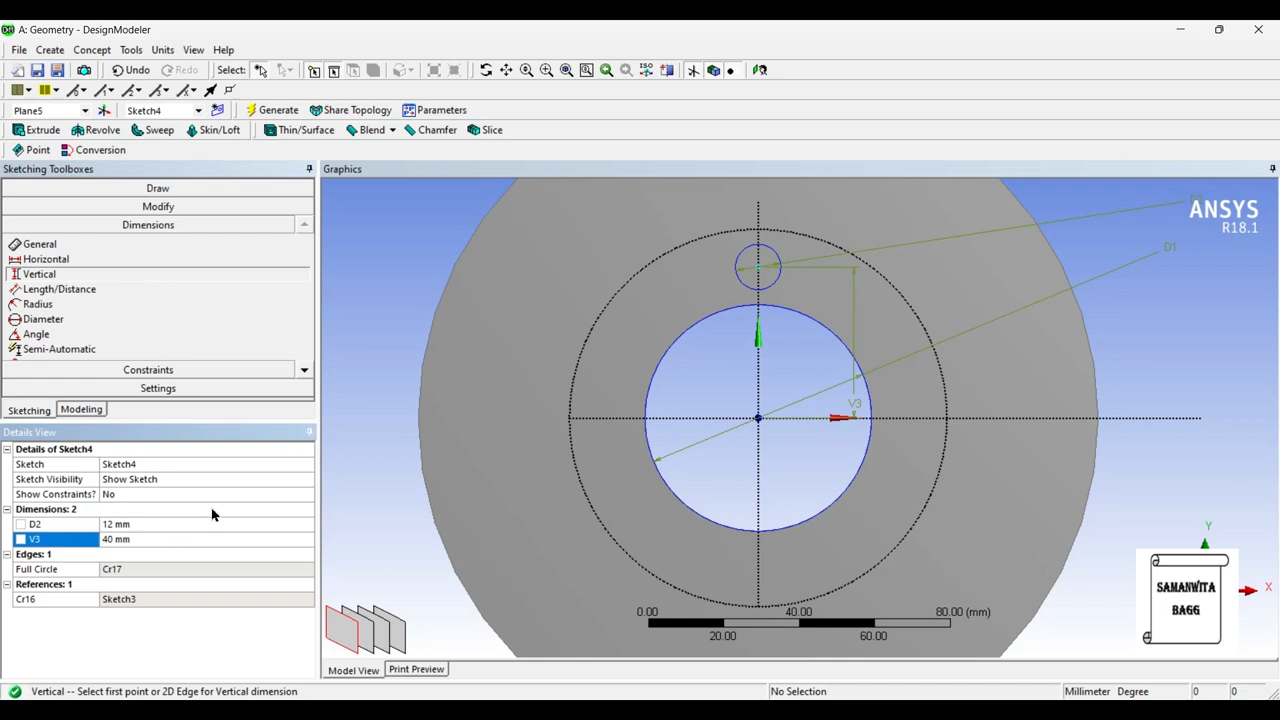 A: Geometry - DesignModeler
File Create Concept Tools Units View Help
Undo Redo Select: ISO
Plane5 Sketch4 Generate Share Topology Parameters
Extrude Revolve Sweep Skin/Loft Thin/Surface Blend Chamfer Slice
Point Conversion
Sketching Toolboxes
Draw
Modify
Dimensions
General
Horizontal
Vertical
Length/Distance
Radius
Diameter
Angle
Semi-Automatic
Constraints
Settings
Sketching Modeling
Details View
Details of Sketch4
Sketch Sketch4
Sketch Visibility Show Sketch
Show Constraints? No
Dimensions: 2
D2 12 mm
V3 40 mm
Edges: 1
Full Circle Cr17
References: 1
Cr16 Sketch3
Graphics
ANSYS
R18.1
D1
V3
0.00 40.00 80.00 (mm)
20.00 60.00
Y
X
SAMANWITA
BAGG
Model View Print Preview
Vertical -- Select first point or 2D Edge for Vertical dimension No Selection Millimeter Degree 0 0